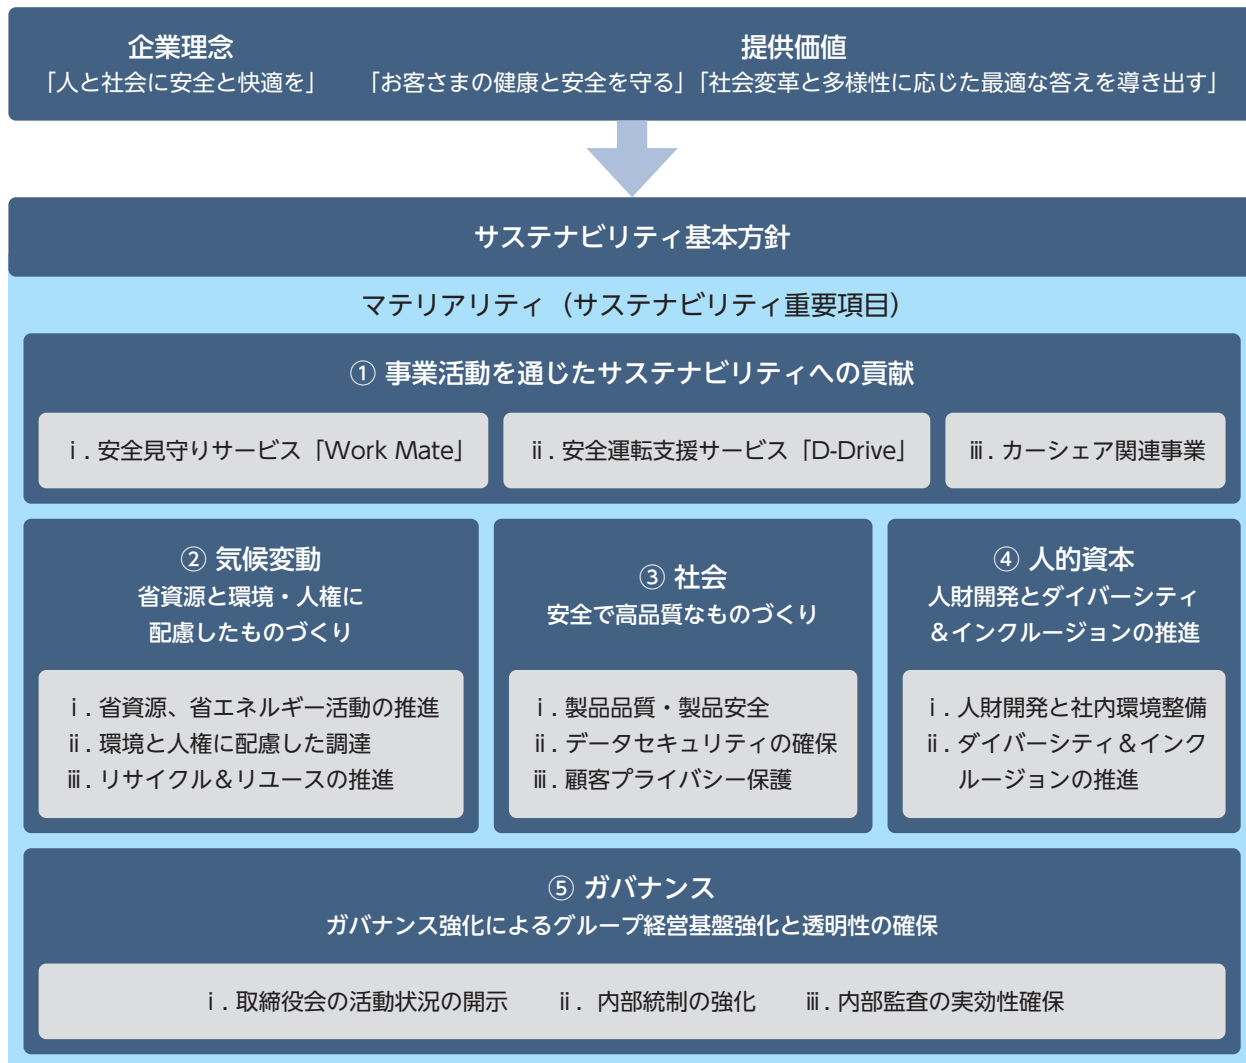 企業理念
「人と社会に安全と快適を」
提供価値
「お客さまの健康と安全を守る」「社会変革と多様性に応じた最適な答えを導き出す」
サステナビリティ基本方針
マテリアリティ（サステナビリティ重要項目）
① 事業活動を通じたサステナビリティへの貢献
ⅰ. 安全見守りサービス「Work Mate」
ⅱ. 安全運転支援サービス「D-Drive」
ⅲ. カーシェア関連事業
② 気候変動
省資源と環境・人権に
配慮したものづくり
ⅰ. 省資源、省エネルギー活動の推進
ⅱ. 環境と人権に配慮した調達
ⅲ. リサイクル＆リユースの推進
③ 社会
安全で高品質なものづくり
ⅰ. 製品品質・製品安全
ⅱ. データセキュリティの確保
ⅲ. 顧客プライバシー保護
④ 人的資本
人財開発とダイバーシティ
＆インクルージョンの推進
ⅰ. 人財開発と社内環境整備
ⅱ. ダイバーシティ＆インク
ルージョンの推進
⑤ ガバナンス
ガバナンス強化によるグループ経営基盤強化と透明性の確保
ⅰ. 取締役会の活動状況の開示　ⅱ. 内部統制の強化　ⅲ. 内部監査の実効性確保